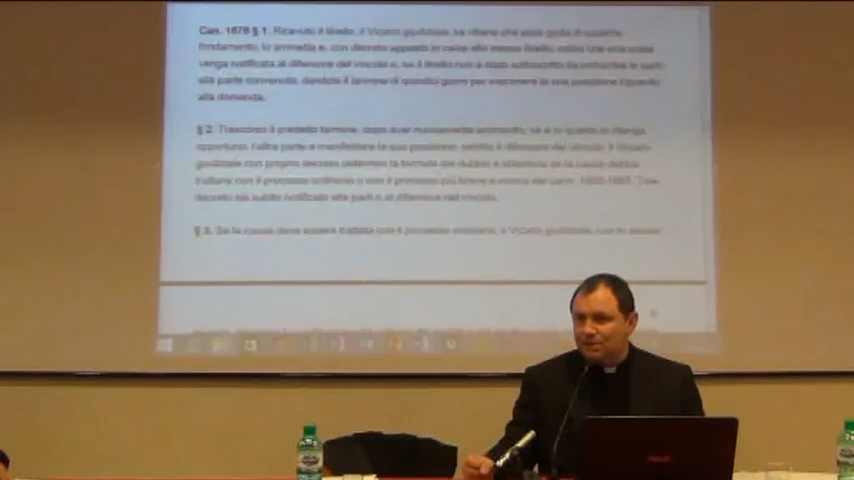 Can. 1676 § 1. Ricevuto il libello, il Vicario giudiziale, se ritiene che esso goda di qualche
fondamento, lo ammetta e, con decreto apposto in calce allo stesso libello, ordini che una copia
venga notificata al difensore del vincolo e, se il libello non è stato sottoscritto da entrambe le parti,
alla parte convenuta, dandole il termine di quindici giorni per esprimere la sua posizione riguardo
alla domanda.
§ 2. Trascorso il predetto termine, dopo aver nuovamente ammonito, se e in quanto lo ritenga
opportuno, l'altra parte a manifestare la sua posizione, sentito il difensore del vincolo, il Vicario
giudiziale con proprio decreto determini la formula del dubbio e stabilisca se la causa debba
trattarsi con il processo ordinario o con il processo più breve a norma dei cann. 1683-1687. Tale
decreto sia subito notificato alle parti e al difensore del vincolo.
§ 3. Se la causa deve essere trattata con il processo ordinario, il Vicario giudiziale, con lo stesso